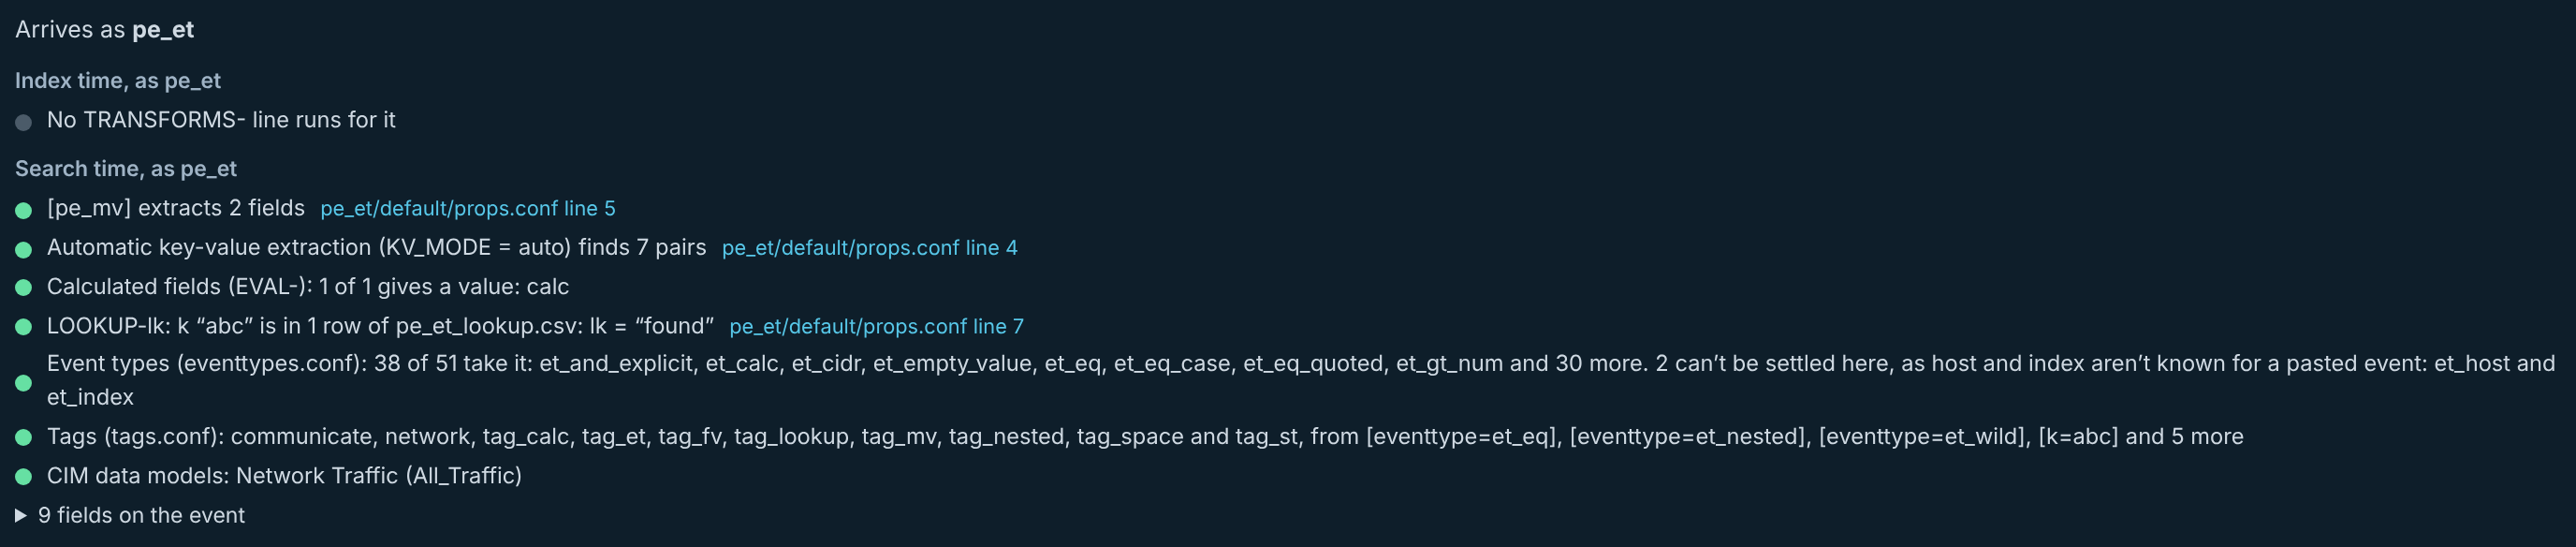 Arrives as pe_et
Index time, as pe_et
No TRANSFORMS- line runs for it
Search time, as pe_et
[pe_mv] extracts 2 fields pe_et/default/props.conf line 5
Automatic key-value extraction (KV_MODE = auto) finds 7 pairs pe_et/default/props.conf line 4
Calculated fields (EVAL-): 1 of 1 gives a value: calc
LOOKUP-lk: k “abc” is in 1 row of pe_et_lookup.csv: lk = “found” pe_et/default/props.conf line 7
Event types (eventtypes.conf): 38 of 51 take it: et_and_explicit, et_calc, et_cidr, et_empty_value, et_eq, et_eq_case, et_eq_quoted, et_gt_num and 30 more. 2 can’t be settled here, as host and index aren’t known for a pasted event: et_host and
et_index
Tags (tags.conf): communicate, network, tag_calc, tag_et, tag_fv, tag_lookup, tag_mv, tag_nested, tag_space and tag_st, from [eventtype=et_eq], [eventtype=et_nested], [eventtype=et_wild], [k=abc] and 5 more
CIM data models: Network Traffic (All_Traffic)
9 fields on the event